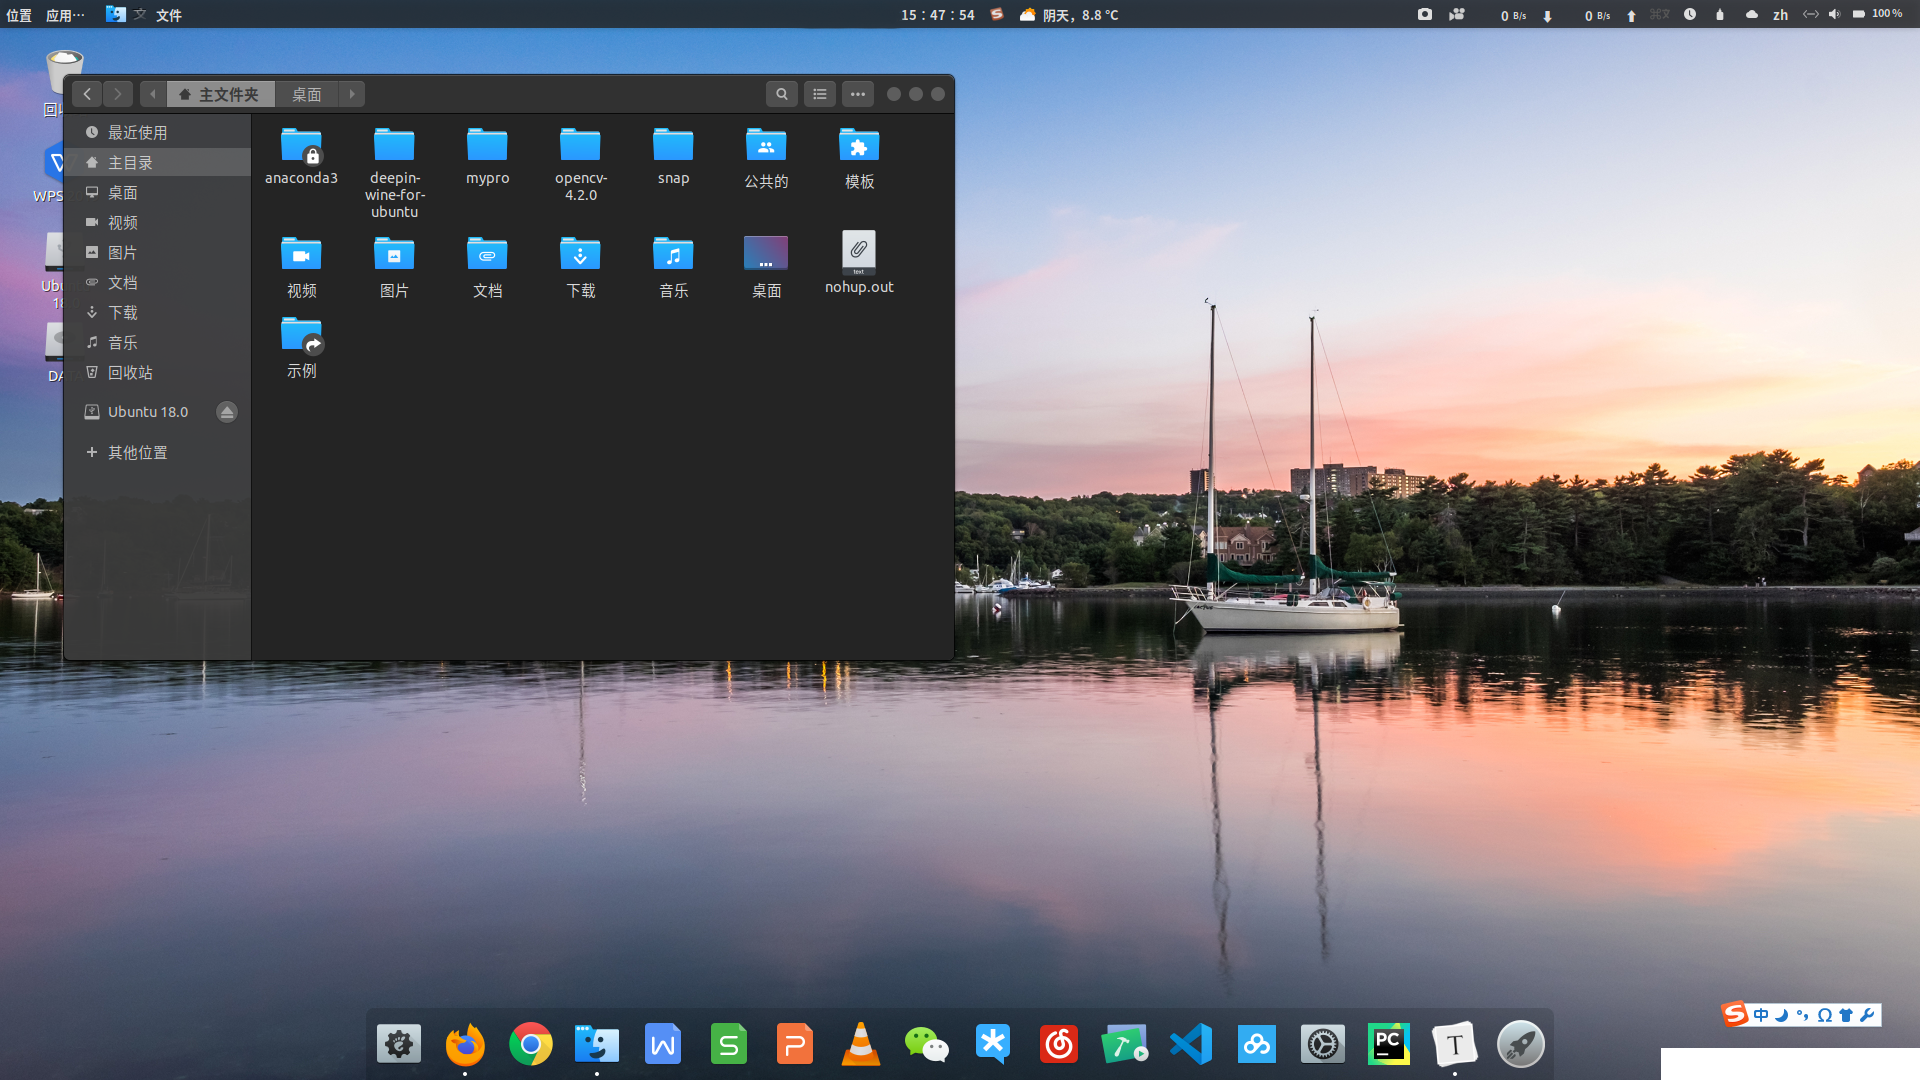 位置 应用… 文 文件 15：47：54 阴天，8.8 °C 0 B/s 0 B/s zh 100 %
主文件夹 桌面
回
WPS
Ubu
18
DA
最近使用
主目录
桌面
视频
图片
文档
下载
音乐
回收站
Ubuntu 18.0
其他位置
anaconda3
deepin-
wine-for-
ubuntu
mypro
opencv-
4.2.0
snap
公共的
模板
视频
图片
文档
下载
音乐
桌面
text
nohup.out
示例
S 中
W S P PC T